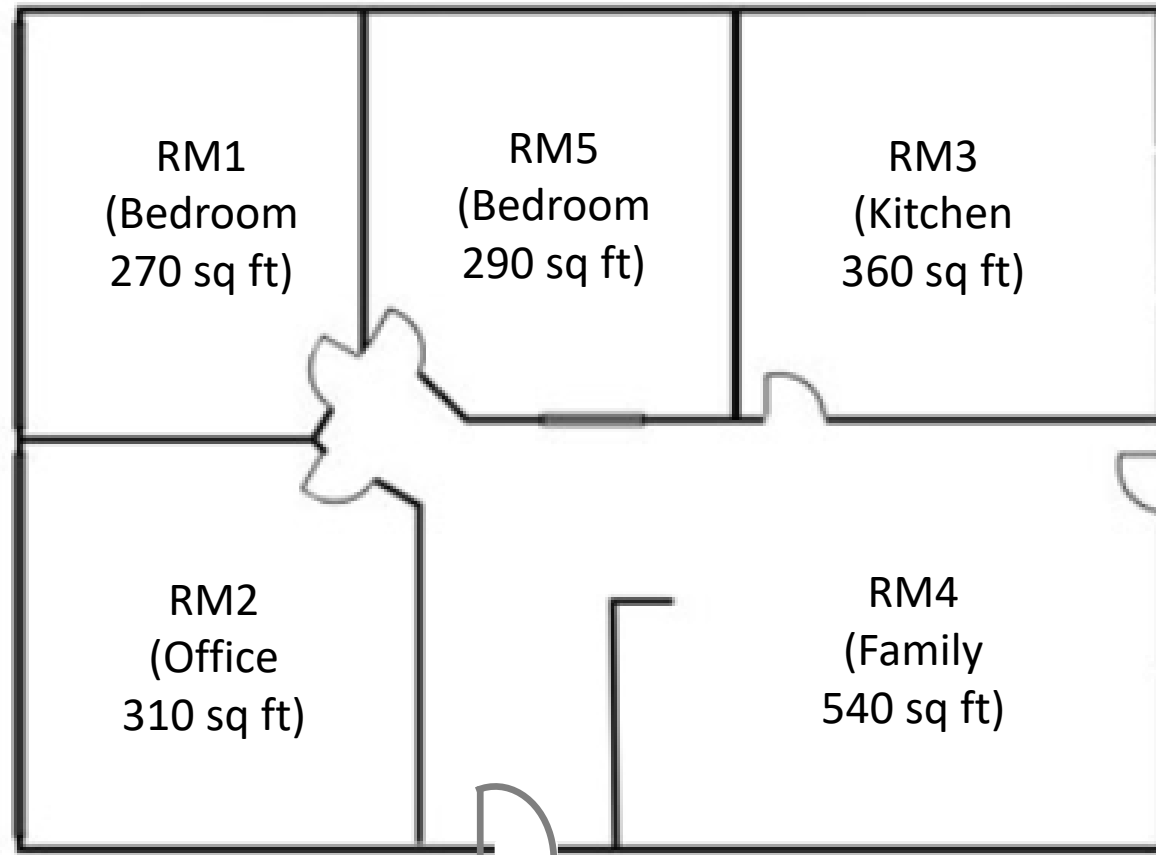 RM1
(Bedroom
270 sq ft)
RM5
(Bedroom
290 sq ft)
RM3
(Kitchen
360 sq ft)
RM2
(Office
310 sq ft)
RM4
(Family
540 sq ft)